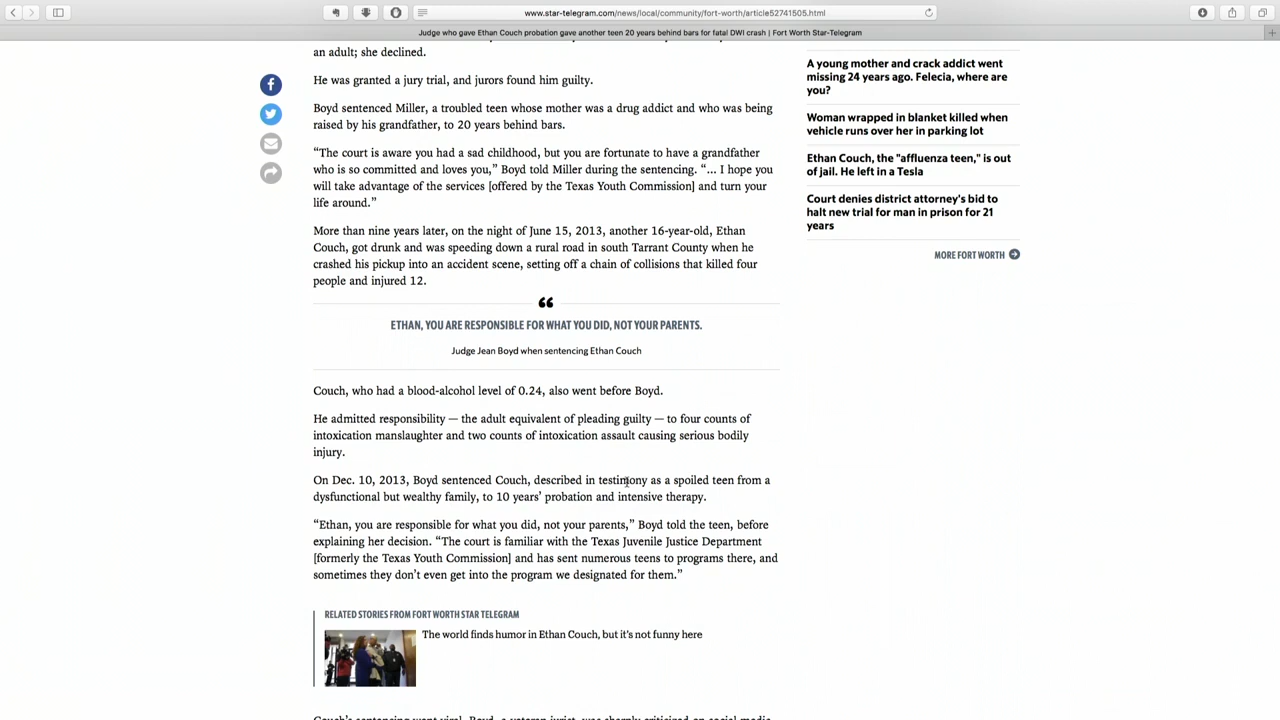 www.star-telegram.com/news/local/community/fort-worth/article52741505.html
Judge who gave Ethan Couch probation gave another teen 20 years behind bars for fatal DWI crash | Fort Worth Star-Telegram
an adult; she declined.
He was granted a jury trial, and jurors found him guilty.
Boyd sentenced Miller, a troubled teen whose mother was a drug addict and who was being
raised by his grandfather, to 20 years behind bars.
“The court is aware you had a sad childhood, but you are fortunate to have a grandfather
who is so committed and loves you,” Boyd told Miller during the sentencing. “... I hope you
will take advantage of the services [offered by the Texas Youth Commission] and turn your
life around.”
More than nine years later, on the night of June 15, 2013, another 16-year-old, Ethan
Couch, got drunk and was speeding down a rural road in south Tarrant County when he
crashed his pickup into an accident scene, setting off a chain of collisions that killed four
people and injured 12.
“
ETHAN, YOU ARE RESPONSIBLE FOR WHAT YOU DID, NOT YOUR PARENTS.
Judge Jean Boyd when sentencing Ethan Couch
Couch, who had a blood-alcohol level of 0.24, also went before Boyd.
He admitted responsibility — the adult equivalent of pleading guilty — to four counts of
intoxication manslaughter and two counts of intoxication assault causing serious bodily
injury.
On Dec. 10, 2013, Boyd sentenced Couch, described in testimony as a spoiled teen from a
dysfunctional but wealthy family, to 10 years’ probation and intensive therapy.
“Ethan, you are responsible for what you did, not your parents,” Boyd told the teen, before
explaining her decision. “The court is familiar with the Texas Juvenile Justice Department
[formerly the Texas Youth Commission] and has sent numerous teens to programs there, and
sometimes they don’t even get into the program we designated for them.”
RELATED STORIES FROM FORT WORTH STAR TELEGRAM
The world finds humor in Ethan Couch, but it’s not funny here
Couch’s sentencing went viral. Boyd, a veteran jurist, was sharply criticized on social media
A young mother and crack addict went
missing 24 years ago. Felecia, where are
you?
Woman wrapped in blanket killed when
vehicle runs over her in parking lot
Ethan Couch, the "affluenza teen," is out
of jail. He left in a Tesla
Court denies district attorney's bid to
halt new trial for man in prison for 21
years
MORE FORT WORTH